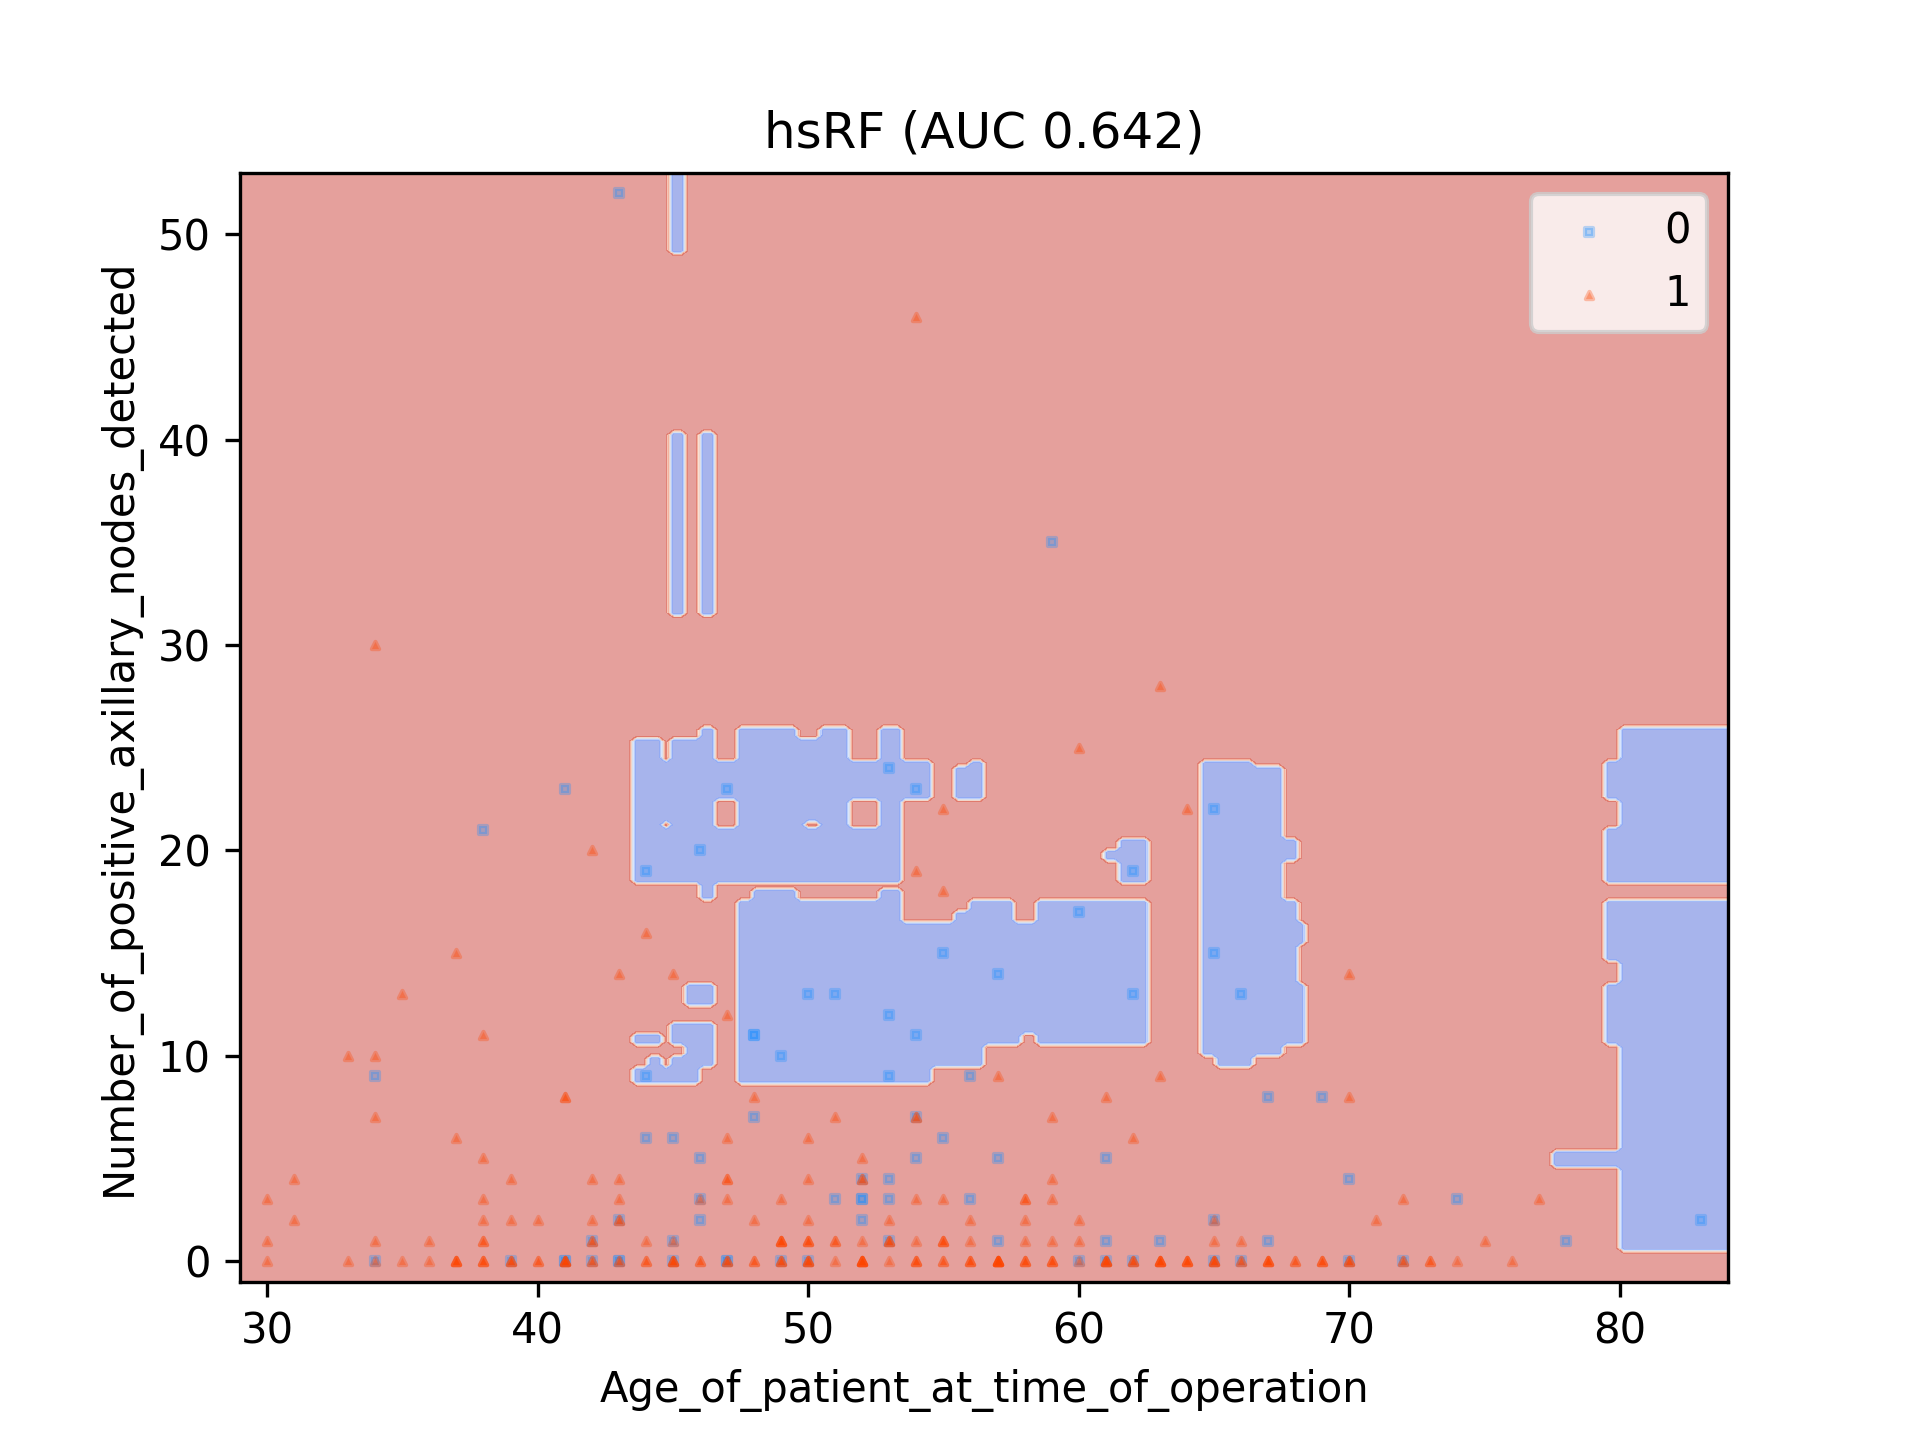 hsRF (AUC 0.642)
0
1
50
40
30
20
10
0
Number_of_positive_axillary_nodes_detected
30 40 50 60 70 80
Age_of_patient_at_time_of_operation